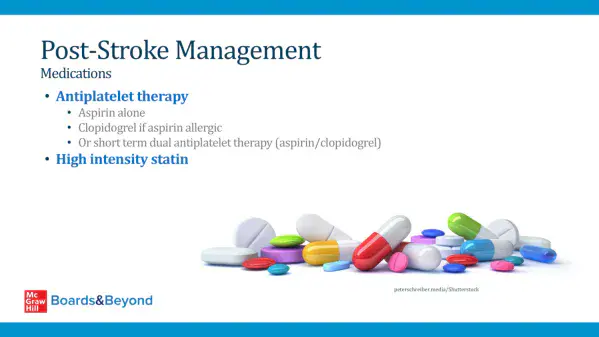 Post-Stroke Management
Medications
• Antiplatelet therapy
• Aspirin alone
• Clopidogrel if aspirin allergic
• Or short term dual antiplatelet therapy (aspirin/clopidogrel)
• High intensity statin
peterschreiber.media/Shutterstock
Mc
Graw
Hill
Boards&Beyond